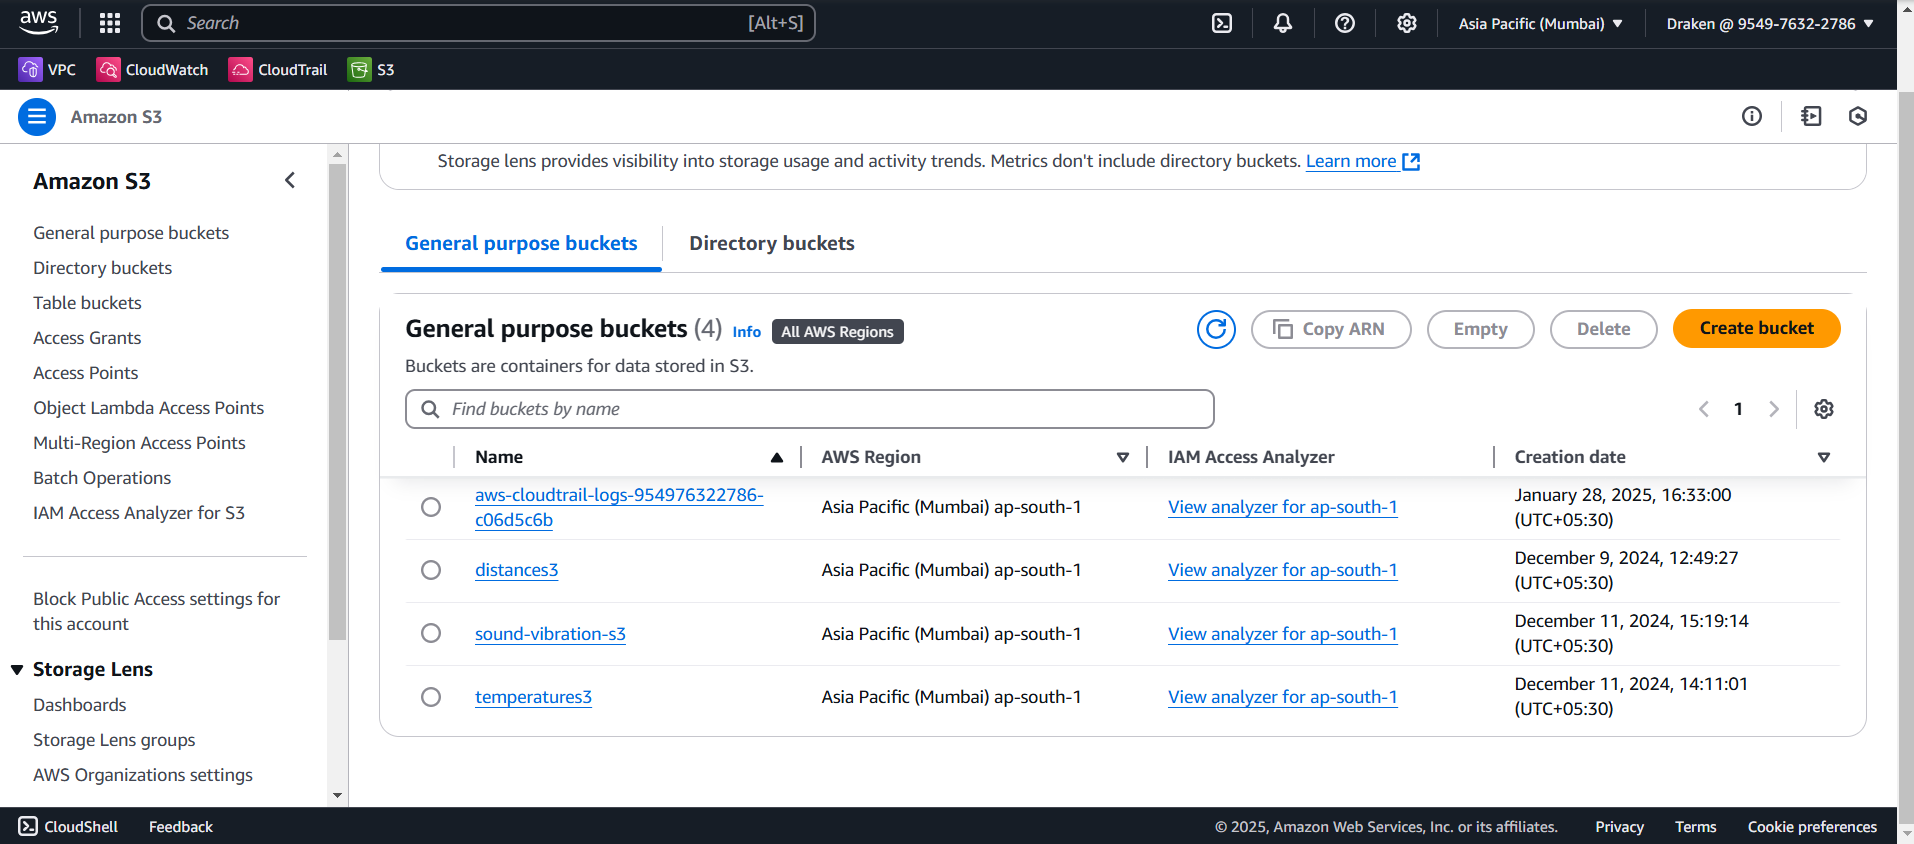 aws
Search [Alt+S]
Asia Pacific (Mumbai) Draken @ 9549-7632-2786
VPC CloudWatch CloudTrail S3
Amazon S3
Amazon S3
General purpose buckets
Directory buckets
Table buckets
Access Grants
Access Points
Object Lambda Access Points
Multi-Region Access Points
Batch Operations
IAM Access Analyzer for S3
Block Public Access settings for
this account
Storage Lens
Dashboards
Storage Lens groups
AWS Organizations settings
Storage lens provides visibility into storage usage and activity trends. Metrics don't include directory buckets. Learn more
General purpose buckets Directory buckets
General purpose buckets (4) Info All AWS Regions
Copy ARN Empty Delete Create bucket
Buckets are containers for data stored in S3.
Find buckets by name
1
Name AWS Region IAM Access Analyzer Creation date
aws-cloudtrail-logs-954976322786-
c06d5c6b
Asia Pacific (Mumbai) ap-south-1
View analyzer for ap-south-1
January 28, 2025, 16:33:00
(UTC+05:30)
distances3
Asia Pacific (Mumbai) ap-south-1
View analyzer for ap-south-1
December 9, 2024, 12:49:27
(UTC+05:30)
sound-vibration-s3
Asia Pacific (Mumbai) ap-south-1
View analyzer for ap-south-1
December 11, 2024, 15:19:14
(UTC+05:30)
temperatures3
Asia Pacific (Mumbai) ap-south-1
View analyzer for ap-south-1
December 11, 2024, 14:11:01
(UTC+05:30)
CloudShell Feedback
© 2025, Amazon Web Services, Inc. or its affiliates. Privacy Terms Cookie preferences